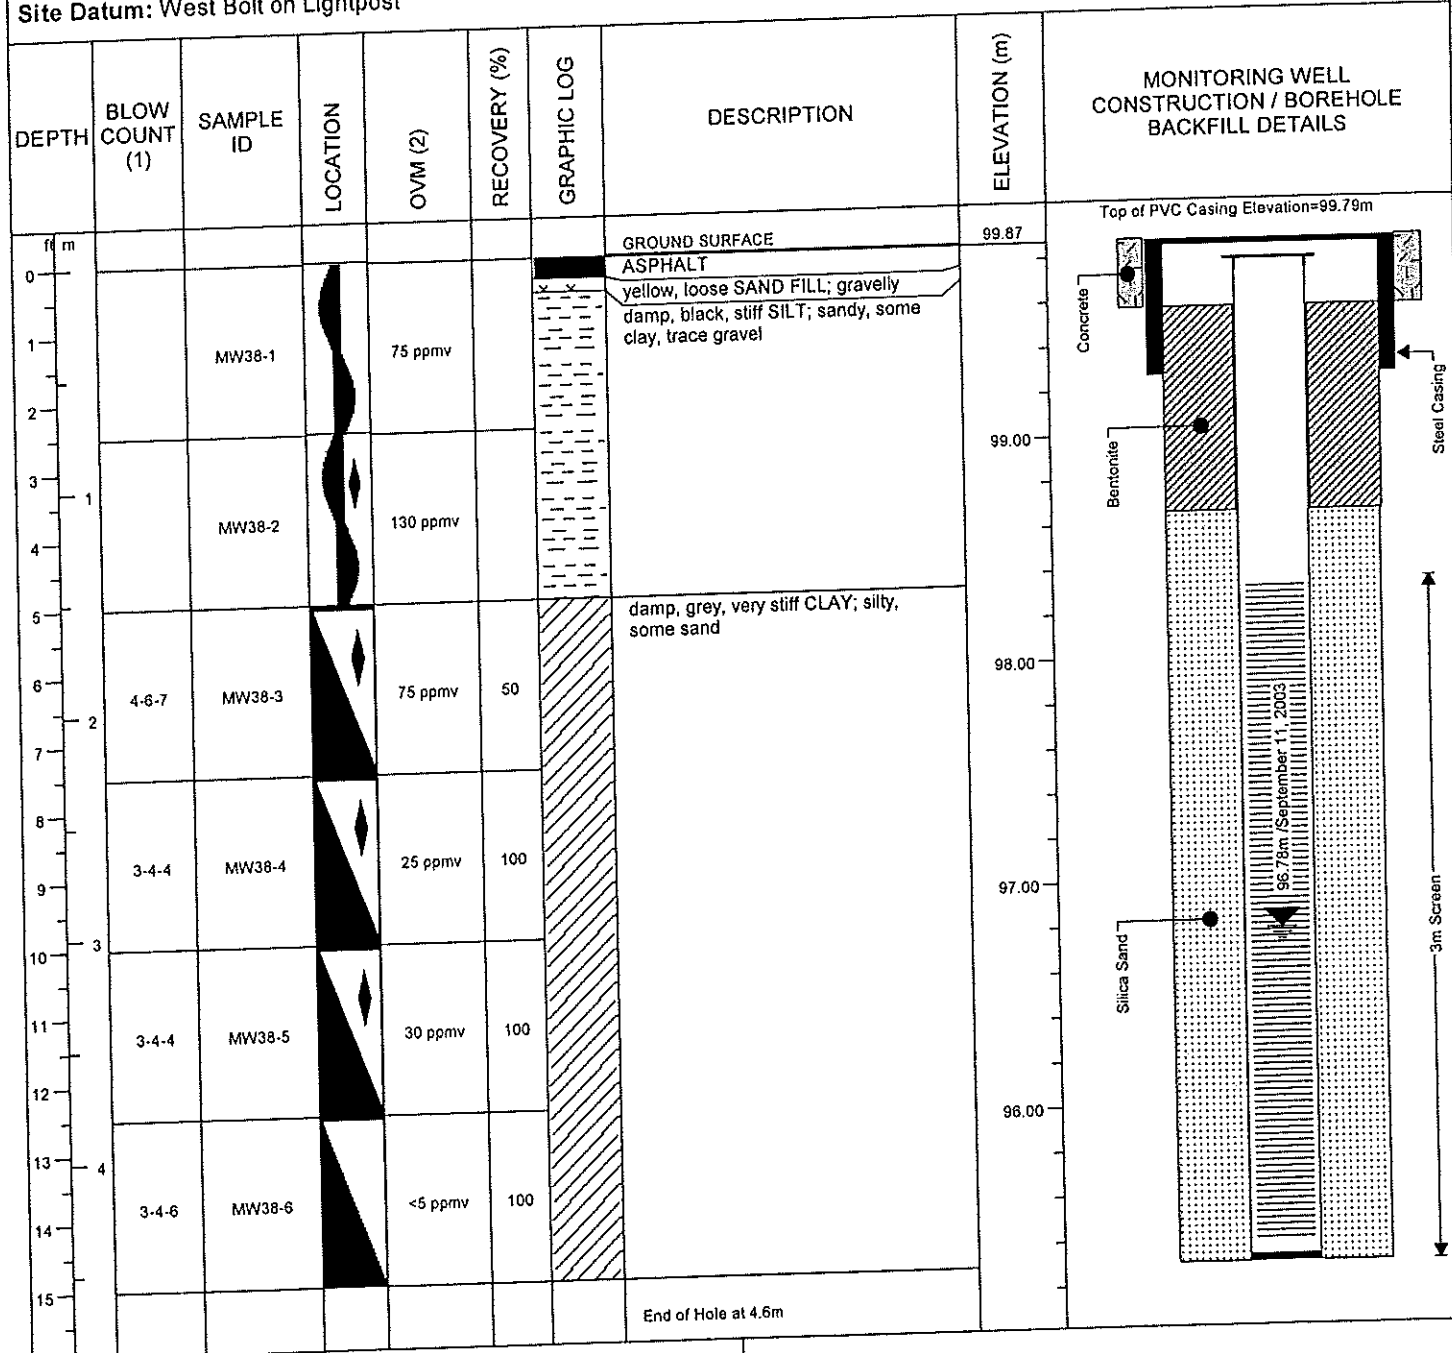 Site Datum: West Bolt on Lightpost
DEPTH
BLOW COUNT (1)
SAMPLE ID
LOCATION
OVM (2)
RECOVERY (%)
GRAPHIC LOG
DESCRIPTION
ELEVATION (m)
MONITORING WELL
CONSTRUCTION / BOREHOLE
BACKFILL DETAILS
ft m
GROUND SURFACE
99.87
Top of PVC Casing Elevation=99.79m
0
ASPHALT
yellow, loose SAND FILL; gravelly
damp, black, stiff SILT; sandy, some
clay, trace gravel
Concrete
Steel Casing
1
MW38-1
75 ppmv
2
99.00
Bentonite
3
1
MW38-2
130 ppmv
4
5
damp, grey, very stiff CLAY; silty,
some sand
98.00
6
4-6-7
MW38-3
75 ppmv
50
2
7
96.78m /September 11, 2003
8
3-4-4
MW38-4
25 ppmv
100
97.00
9
3
10
Silica Sand
3m Screen
11
3-4-4
MW38-5
30 ppmv
100
12
96.00
13
4
3-4-6
MW38-6
<5 ppmv
100
14
15
End of Hole at 4.6m